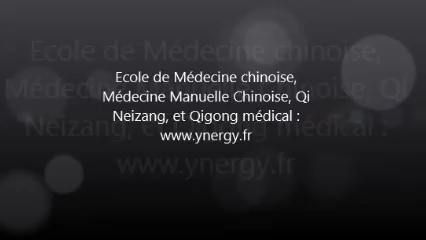 Ecole de Médecine chinoise,
Médecine Manuelle Chinoise, Qi
Neizang, et Qigong médical :
www.ynergy.fr